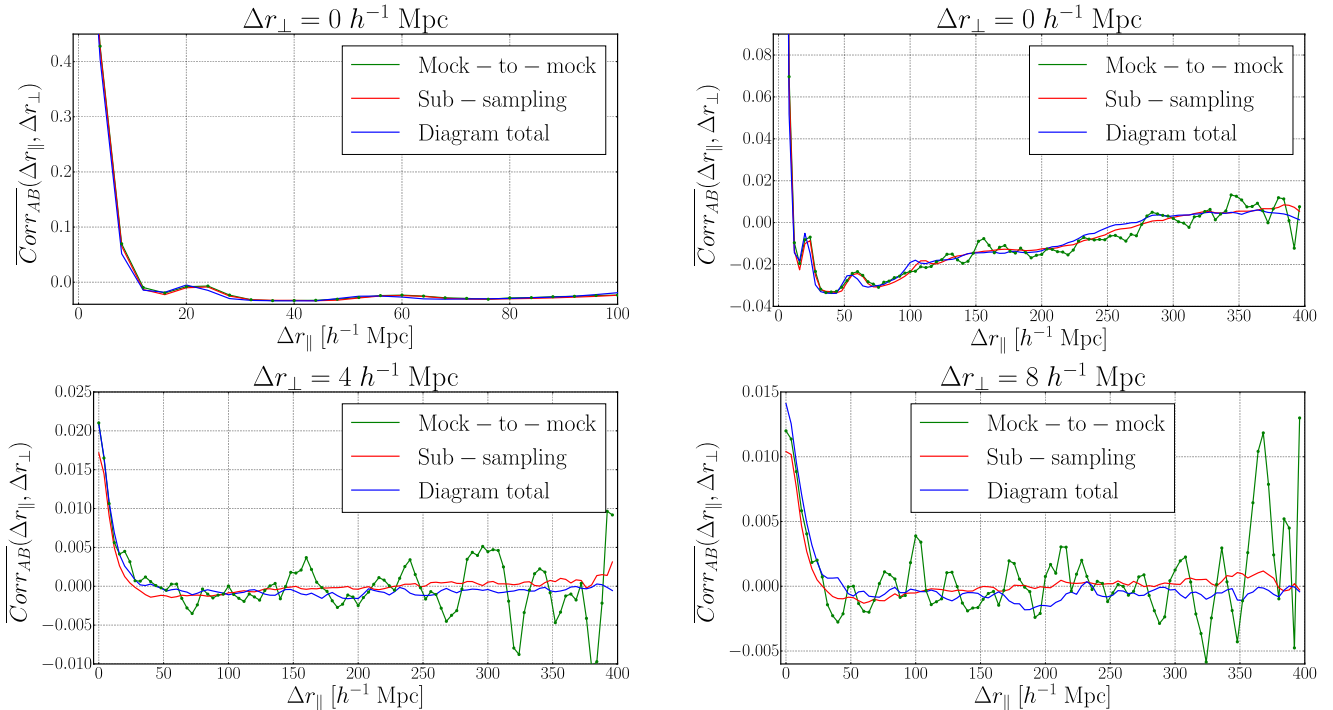 Δr⊥ = 0 h⁻¹ Mpc
0.4
0.3
0.2
0.1
0.0
0 20 40 60 80 100
Corr_AB(Δr∥, Δr⊥)
Δr∥ [h⁻¹ Mpc]
Mock − to − mock
Sub − sampling
Diagram total
Δr⊥ = 0 h⁻¹ Mpc
0.08
0.06
0.04
0.02
0.00
−0.02
−0.04
0 50 100 150 200 250 300 350 400
Corr_AB(Δr∥, Δr⊥)
Δr∥ [h⁻¹ Mpc]
Mock − to − mock
Sub − sampling
Diagram total
Δr⊥ = 4 h⁻¹ Mpc
0.025
0.020
0.015
0.010
0.005
0.000
−0.005
−0.010
0 50 100 150 200 250 300 350 400
Corr_AB(Δr∥, Δr⊥)
Δr∥ [h⁻¹ Mpc]
Mock − to − mock
Sub − sampling
Diagram total
Δr⊥ = 8 h⁻¹ Mpc
0.015
0.010
0.005
0.000
−0.005
0 50 100 150 200 250 300 350 400
Corr_AB(Δr∥, Δr⊥)
Δr∥ [h⁻¹ Mpc]
Mock − to − mock
Sub − sampling
Diagram total